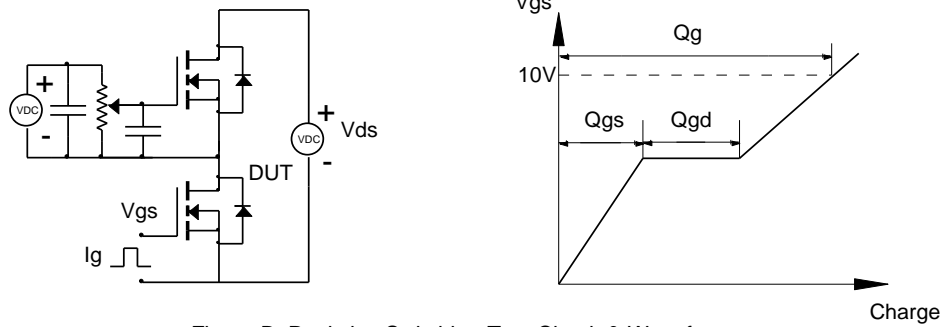 Vgs
Qg
10V
+
VDC
-
+
VDC
Vds
-
Qgs
Qgd
DUT
Vgs
Ig
Charge